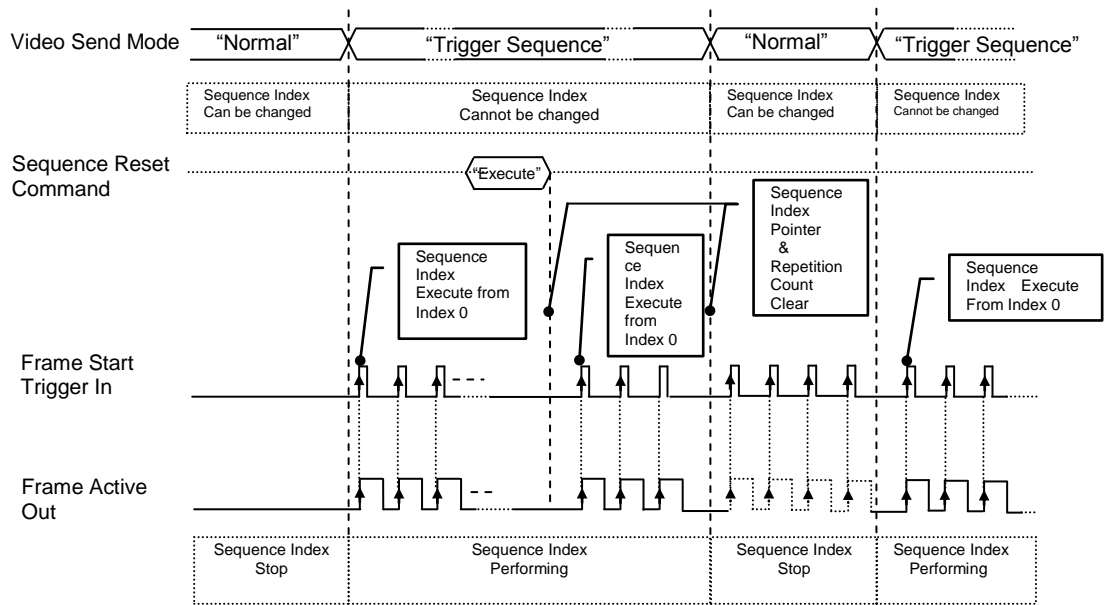 Video Send Mode
“Normal”
“Trigger Sequence”
“Normal”
“Trigger Sequence”
Sequence Index
Can be changed
Sequence Index
Cannot be changed
Sequence Index
Can be changed
Sequence Index
Cannot be changed
Sequence Reset
Command
“Execute”
Sequence
Index
Execute from
Index 0
Sequen
ce
Index
Execute
from
Index 0
Sequence
Index
Pointer
&
Repetition
Count
Clear
Sequence
Index Execute
From Index 0
Frame Start
Trigger In
Frame Active
Out
Sequence Index
Stop
Sequence Index
Performing
Sequence Index
Stop
Sequence Index
Performing